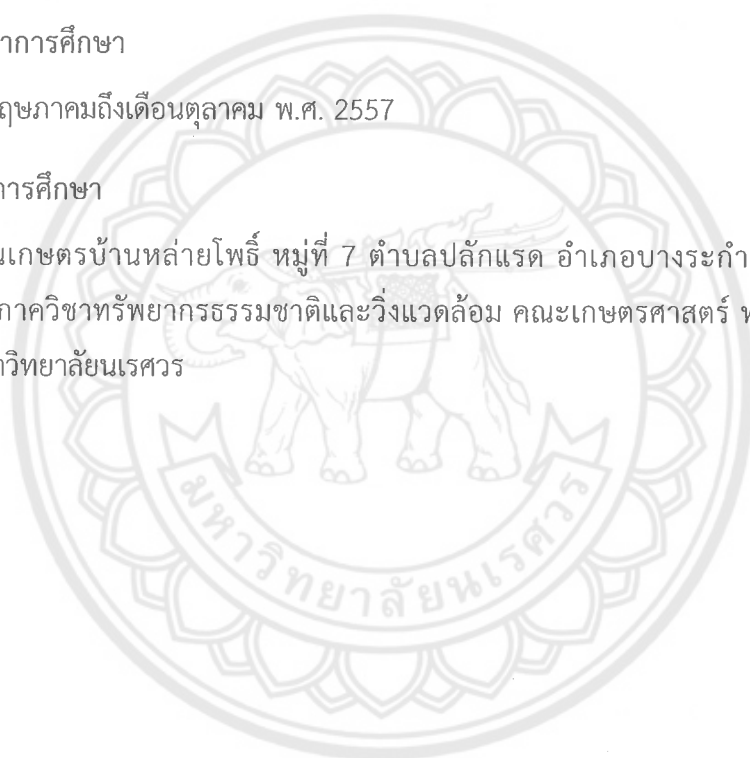 าการศึกษา
ฤษภาคมถึงเดือนตุลาคม พ.ศ. 2557
การศึกษา
นเกษตรบ้านหล่ายโพธิ์ หมู่ที่ 7 ตำบลปลักแรด อำเภอบางระกำ
ภาควิชาทรัพยากรธรรมชาติและวิ่งแวดล้อม คณะเกษตรศาสตร์ ท
าวิทยาลัยนเรศวร
มหาวิทยาลัยนเรศวร